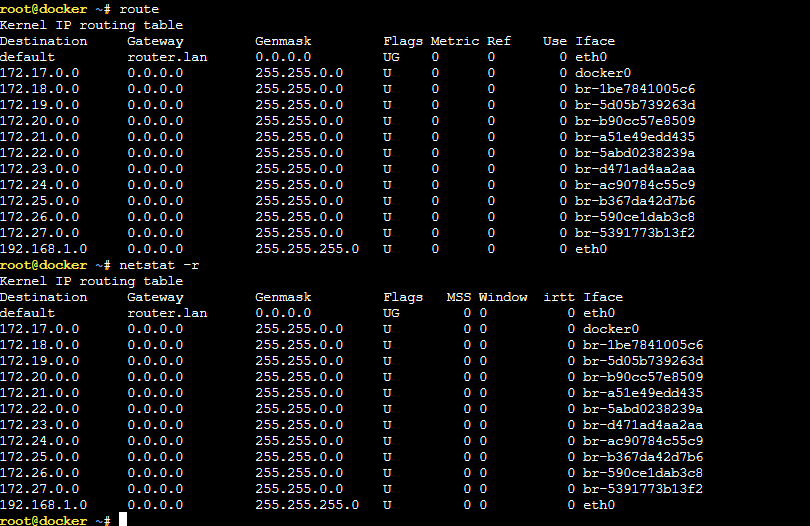 root@docker ~# route
Kernel IP routing table
Destination     Gateway         Genmask         Flags Metric Ref    Use Iface
default         router.lan      0.0.0.0         UG    0      0        0 eth0
172.17.0.0      0.0.0.0         255.255.0.0     U     0      0        0 docker0
172.18.0.0      0.0.0.0         255.255.0.0     U     0      0        0 br-1be7841005c6
172.19.0.0      0.0.0.0         255.255.0.0     U     0      0        0 br-5d05b739263d
172.20.0.0      0.0.0.0         255.255.0.0     U     0      0        0 br-b90cc57e8509
172.21.0.0      0.0.0.0         255.255.0.0     U     0      0        0 br-a51e49edd435
172.22.0.0      0.0.0.0         255.255.0.0     U     0      0        0 br-5abd0238239a
172.23.0.0      0.0.0.0         255.255.0.0     U     0      0        0 br-d471ad4aa2aa
172.24.0.0      0.0.0.0         255.255.0.0     U     0      0        0 br-ac90784c55c9
172.25.0.0      0.0.0.0         255.255.0.0     U     0      0        0 br-b367da42d7b6
172.26.0.0      0.0.0.0         255.255.0.0     U     0      0        0 br-590ce1dab3c8
172.27.0.0      0.0.0.0         255.255.0.0     U     0      0        0 br-5391773b13f2
192.168.1.0     0.0.0.0         255.255.255.0   U     0      0        0 eth0
root@docker ~# netstat -r
Kernel IP routing table
Destination     Gateway         Genmask         Flags   MSS Window  irtt Iface
default         router.lan      0.0.0.0         UG        0 0          0 eth0
172.17.0.0      0.0.0.0         255.255.0.0     U         0 0          0 docker0
172.18.0.0      0.0.0.0         255.255.0.0     U         0 0          0 br-1be7841005c6
172.19.0.0      0.0.0.0         255.255.0.0     U         0 0          0 br-5d05b739263d
172.20.0.0      0.0.0.0         255.255.0.0     U         0 0          0 br-b90cc57e8509
172.21.0.0      0.0.0.0         255.255.0.0     U         0 0          0 br-a51e49edd435
172.22.0.0      0.0.0.0         255.255.0.0     U         0 0          0 br-5abd0238239a
172.23.0.0      0.0.0.0         255.255.0.0     U         0 0          0 br-d471ad4aa2aa
172.24.0.0      0.0.0.0         255.255.0.0     U         0 0          0 br-ac90784c55c9
172.25.0.0      0.0.0.0         255.255.0.0     U         0 0          0 br-b367da42d7b6
172.26.0.0      0.0.0.0         255.255.0.0     U         0 0          0 br-590ce1dab3c8
172.27.0.0      0.0.0.0         255.255.0.0     U         0 0          0 br-5391773b13f2
192.168.1.0     0.0.0.0         255.255.255.0   U         0 0          0 eth0
root@docker ~#